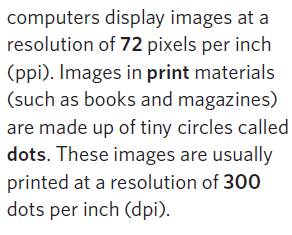 computers display images at a
resolution of 72 pixels per inch
(ppi). Images in print materials
(such as books and magazines)
are made up of tiny circles called
dots. These images are usually
printed at a resolution of 300
dots per inch (dpi).